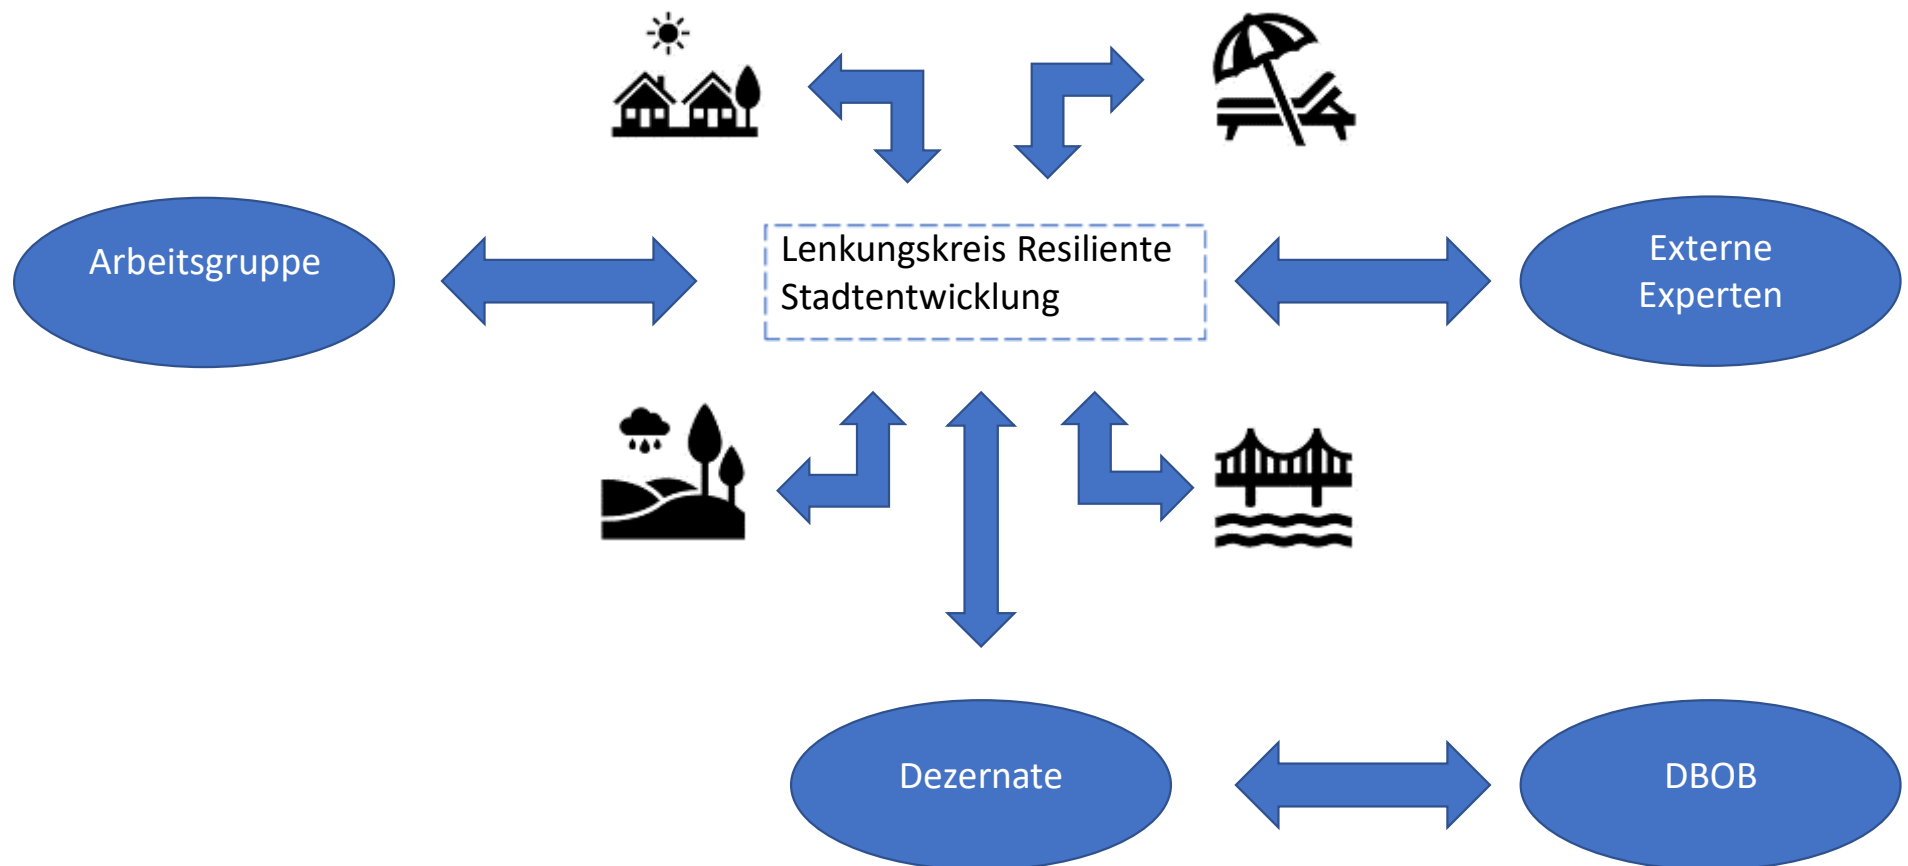 Arbeitsgruppe
Lenkungskreis Resiliente
Stadtentwicklung
Externe
Experten
Dezernate
DBOB